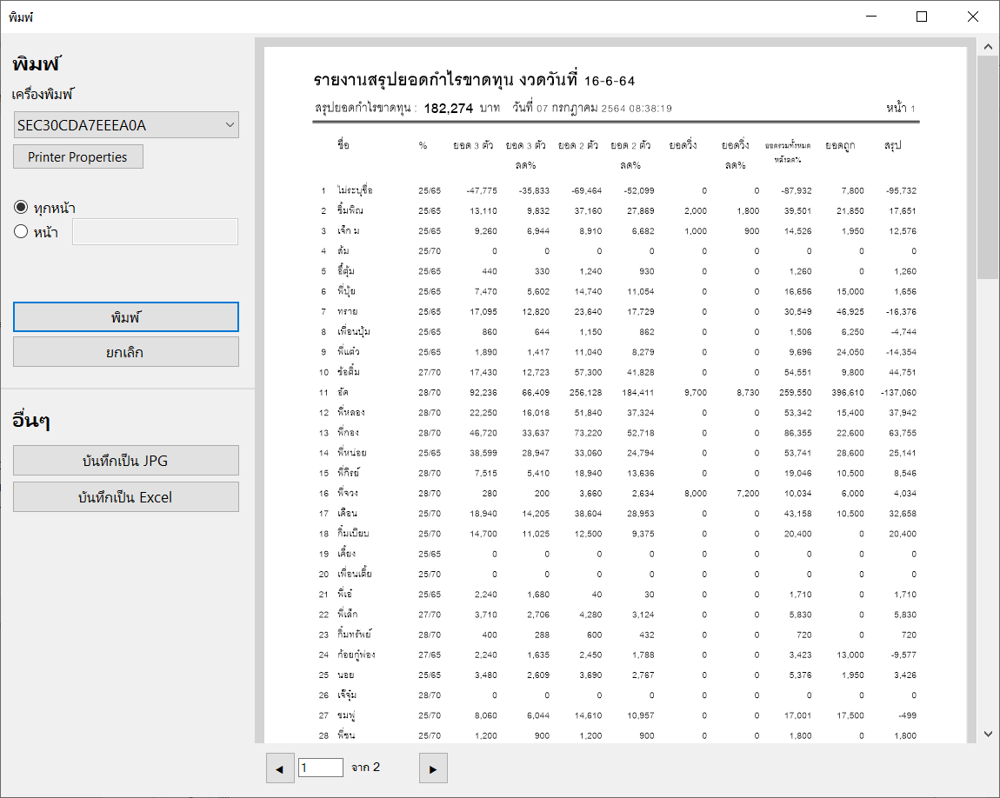 พิมพ์
พิมพ์
เครื่องพิมพ์
SEC30CDA7EEEA0A
Printer Properties
ทุกหน้า
หน้า
พิมพ์
ยกเลิก
อื่นๆ
บันทึกเป็น JPG
บันทึกเป็น Excel
รายงานสรุปยอดกำไรขาดทุน งวดวันที่ 16-6-64
สรุปยอดกำไรขาดทุน : 182,274 บาท วันที่ 07 กรกฎาคม 2564 08:38:19 หน้า 1
ชื่อ % ยอด 3 ตัว ยอด 3 ตัว ยอด 2 ตัว ยอด 2 ตัว ยอดวิ่ง ยอดวิ่ง ยอดรวมทั้งหมด ยอดถูก สรุป
ลด% ลด% ลด% หลังลด%
1 ไม่ระบุชื่อ 25/65 -47,775 -35,833 -69,464 -52,099 0 0 -87,932 7,800 -95,732
2 ซิ้มพิณ 25/65 13,110 9,832 37,160 27,869 2,000 1,800 39,501 21,850 17,651
3 เจ็ก ม 25/65 9,260 6,944 8,910 6,682 1,000 900 14,526 1,950 12,576
4 ส้ม 25/70 0 0 0 0 0 0 0 0 0
5 อี๊ตุ้ม 25/65 440 330 1,240 930 0 0 1,260 0 1,260
6 พี่ปุ้ย 25/65 7,470 5,602 14,740 11,054 0 0 16,656 15,000 1,656
7 ทราย 25/65 17,095 12,820 23,640 17,729 0 0 30,549 46,925 -16,376
8 เพื่อนปุ้ม 25/65 860 644 1,150 862 0 0 1,506 6,250 -4,744
9 พี่แต๋ว 25/65 1,890 1,417 11,040 8,279 0 0 9,696 24,050 -14,354
10 ซ้อติ๋ม 27/70 17,430 12,723 57,300 41,828 0 0 54,551 9,800 44,751
11 อัด 28/70 92,236 66,409 256,128 184,411 9,700 8,730 259,550 396,610 -137,060
12 พี่หลอง 28/70 22,250 16,018 51,840 37,324 0 0 53,342 15,400 37,942
13 พี่กอง 28/70 46,720 33,637 73,220 52,718 0 0 86,355 22,600 63,755
14 พี่หน่อย 25/65 38,599 28,947 33,060 24,794 0 0 53,741 28,600 25,141
15 พี่กิรย์ 28/70 7,515 5,410 18,940 13,636 0 0 19,046 10,500 8,546
16 พี่จวง 28/70 280 200 3,660 2,634 8,000 7,200 10,034 6,000 4,034
17 เดือน 25/70 18,940 14,205 38,604 28,953 0 0 43,158 10,500 32,658
18 กิ้มเบียบ 25/70 14,700 11,025 12,500 9,375 0 0 20,400 0 20,400
19 เคี้ยง 25/65 0 0 0 0 0 0 0 0 0
20 เพื่อนเตี้ย 25/70 0 0 0 0 0 0 0 0 0
21 พี่เอ๋ 25/65 2,240 1,680 40 30 0 0 1,710 0 1,710
22 พี่เล็ก 27/70 3,710 2,706 4,280 3,124 0 0 5,830 0 5,830
23 กิ้มทรัพย์ 28/70 400 288 600 432 0 0 720 0 720
24 ก้อยกู๋ฟอง 27/65 2,240 1,635 2,450 1,788 0 0 3,423 13,000 -9,577
25 นอย 25/65 3,480 2,609 3,690 2,767 0 0 5,376 1,950 3,426
26 เจ๊จุ๋ม 28/70 0 0 0 0 0 0 0 0 0
27 ชมพู่ 25/70 8,060 6,044 14,610 10,957 0 0 17,001 17,500 -499
28 พี่ชน 25/70 1,200 900 1,200 900 0 0 1,800 0 1,800
1 จาก 2